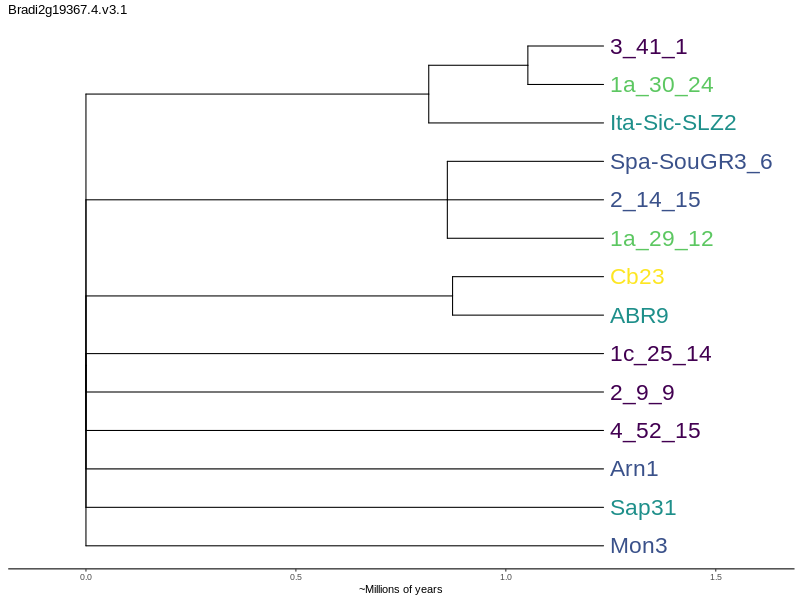 Bradi2g19367.4.v3.1
3_41_1
1a_30_24
Ita-Sic-SLZ2
Spa-SouGR3_6
2_14_15
1a_29_12
Cb23
ABR9
1c_25_14
2_9_9
4_52_15
Arn1
Sap31
Mon3
0.0 0.5 1.0 1.5
~Millions of years